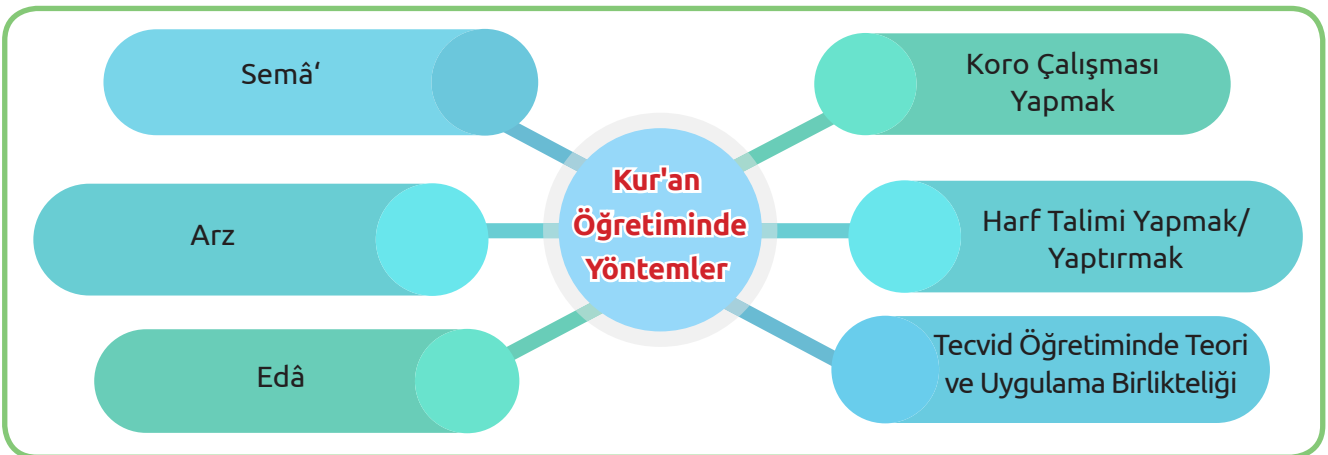 Semâ‘
Arz
Edâ
Kur'an
Öğretiminde
Yöntemler
Koro Çalışması
Yapmak
Harf Talimi Yapmak/
Yaptırmak
Tecvid Öğretiminde Teori
ve Uygulama Birlikteliği